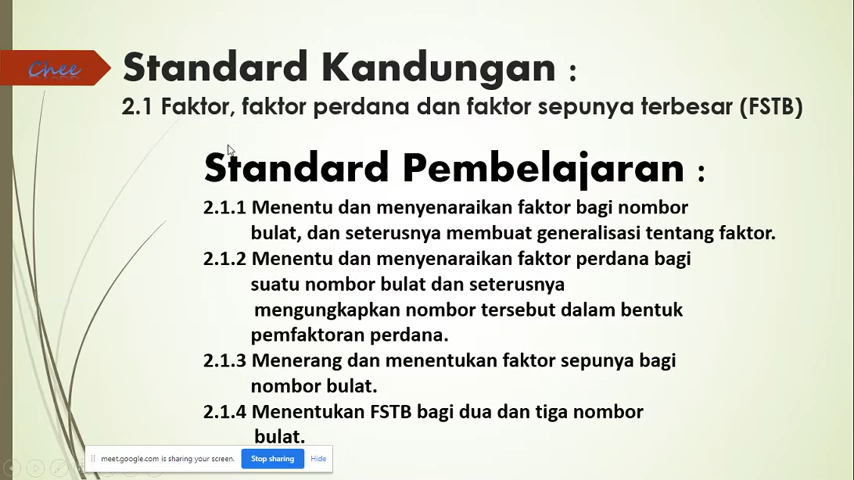 Chee
Standard Kandungan :
2.1 Faktor, faktor perdana dan faktor sepunya terbesar (FSTB)
Standard Pembelajaran :
2.1.1 Menentu dan menyenaraikan faktor bagi nombor
bulat, dan seterusnya membuat generalisasi tentang faktor.
2.1.2 Menentu dan menyenaraikan faktor perdana bagi
suatu nombor bulat dan seterusnya
mengungkapkan nombor tersebut dalam bentuk
pemfaktoran perdana.
2.1.3 Menerang dan menentukan faktor sepunya bagi
nombor bulat.
2.1.4 Menentukan FSTB bagi dua dan tiga nombor
bulat.
meet.google.com is sharing your screen. Stop sharing Hide